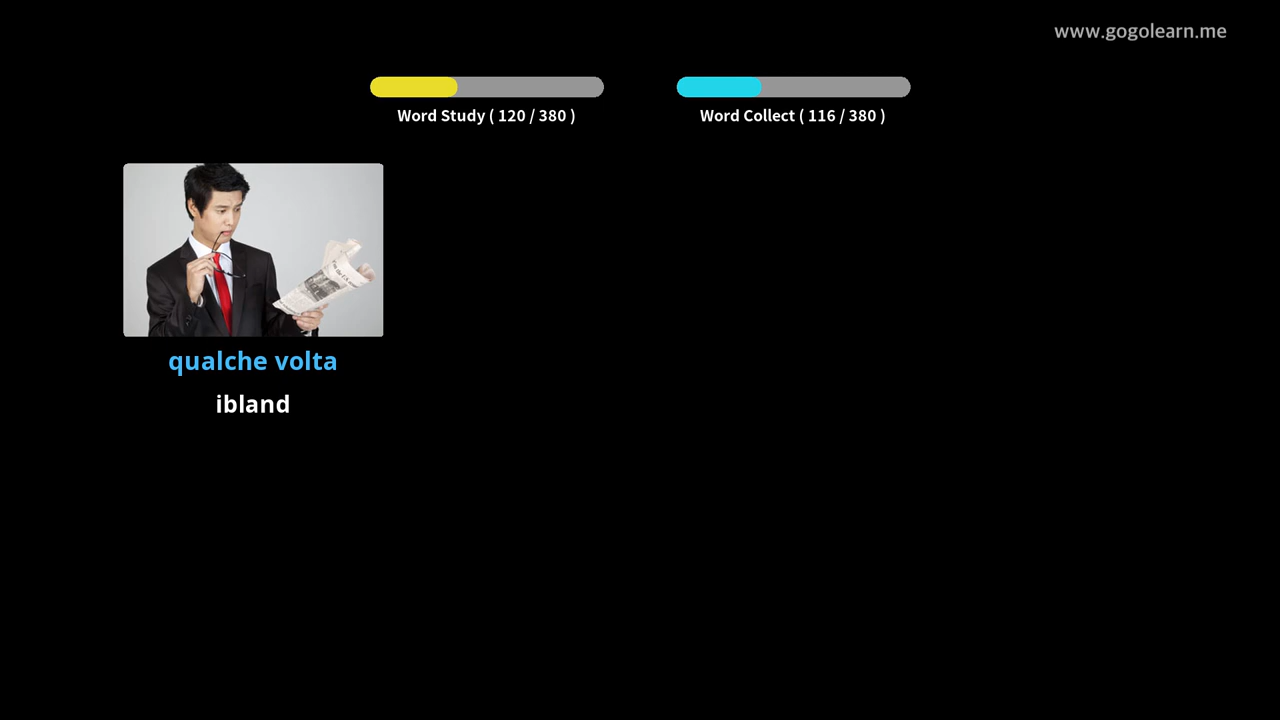 www.gogolearn.me
Word Study ( 120 / 380 )
Word Collect ( 116 / 380 )
qualche volta
ibland